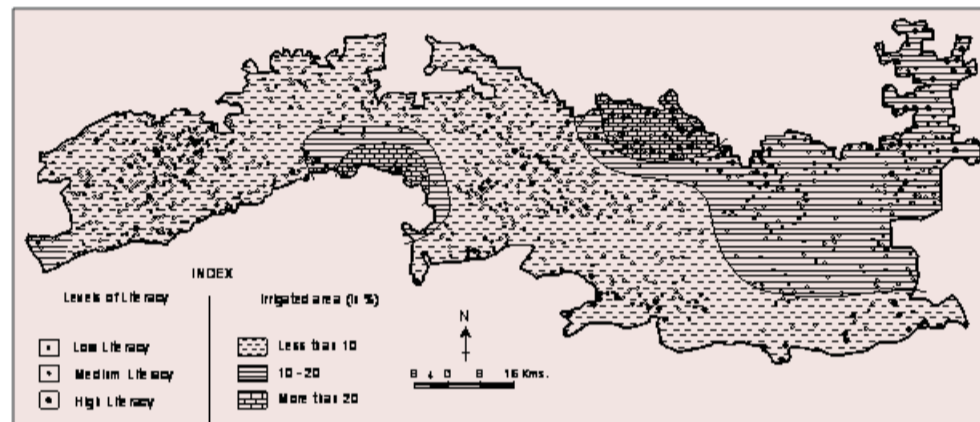 INDEX
Levels of Literacy
Low Literacy
Medium Literacy
High Literacy
Irrigated area (in %)
Less than 10
10-20
More than 20
N
8 4 0 8 16 Kms.